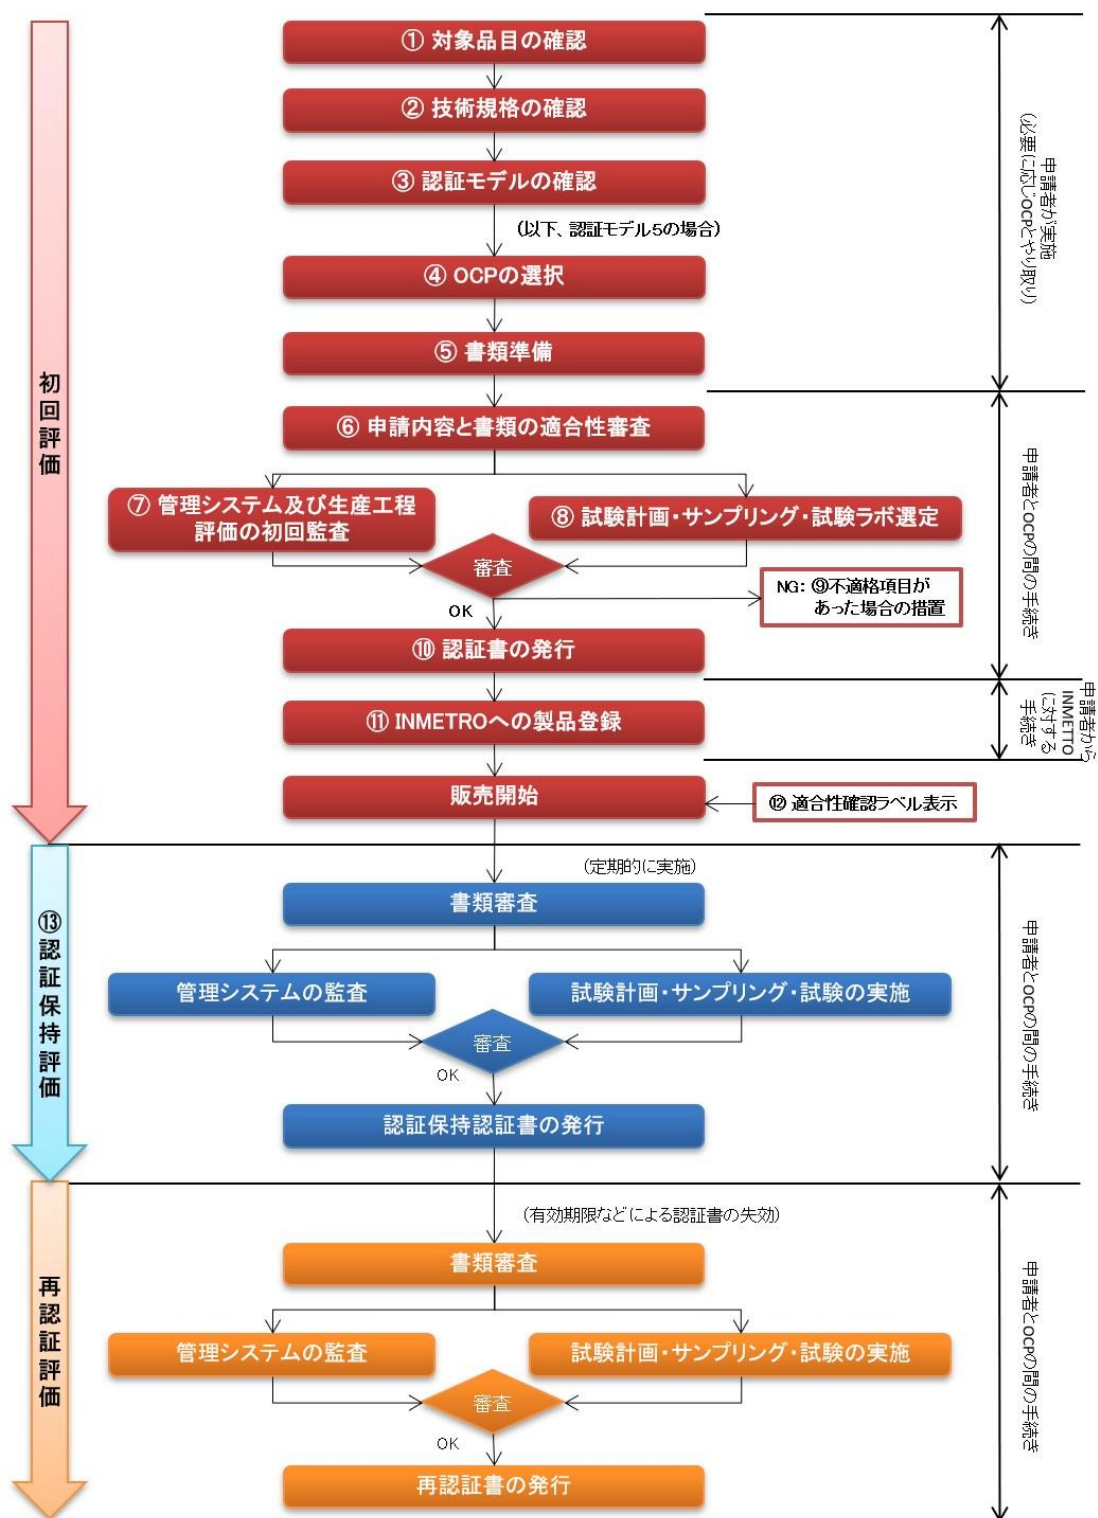 ① 対象品目の確認
② 技術規格の確認
③ 認証モデルの確認
(以下、認証モデル5の場合)
④ OCPの選択
⑤ 書類準備
申請者が実施
(必要に応じOCPとやり取り)
⑥ 申請内容と書類の適合性審査
⑦ 管理システム及び生産工程
評価の初回監査
⑧ 試験計画・サンプリング・試験ラボ選定
審査
NG: ⑨不適格項目が
あった場合の措置
OK
⑩ 認証書の発行
申請者とOCPの間の手続き
⑪ INMETROへの製品登録
申請者から
INMETTO
に対する
手続き
販売開始
⑫ 適合性確認ラベル表示
初回評価
(定期的に実施)
書類審査
管理システムの監査
試験計画・サンプリング・試験の実施
審査
OK
認証保持認証書の発行
申請者とOCPの間の手続き
⑬認証保持評価
(有効期限などによる認証書の失効)
書類審査
管理システムの監査
試験計画・サンプリング・試験の実施
審査
OK
再認証書の発行
申請者とOCPの間の手続き
再認証評価